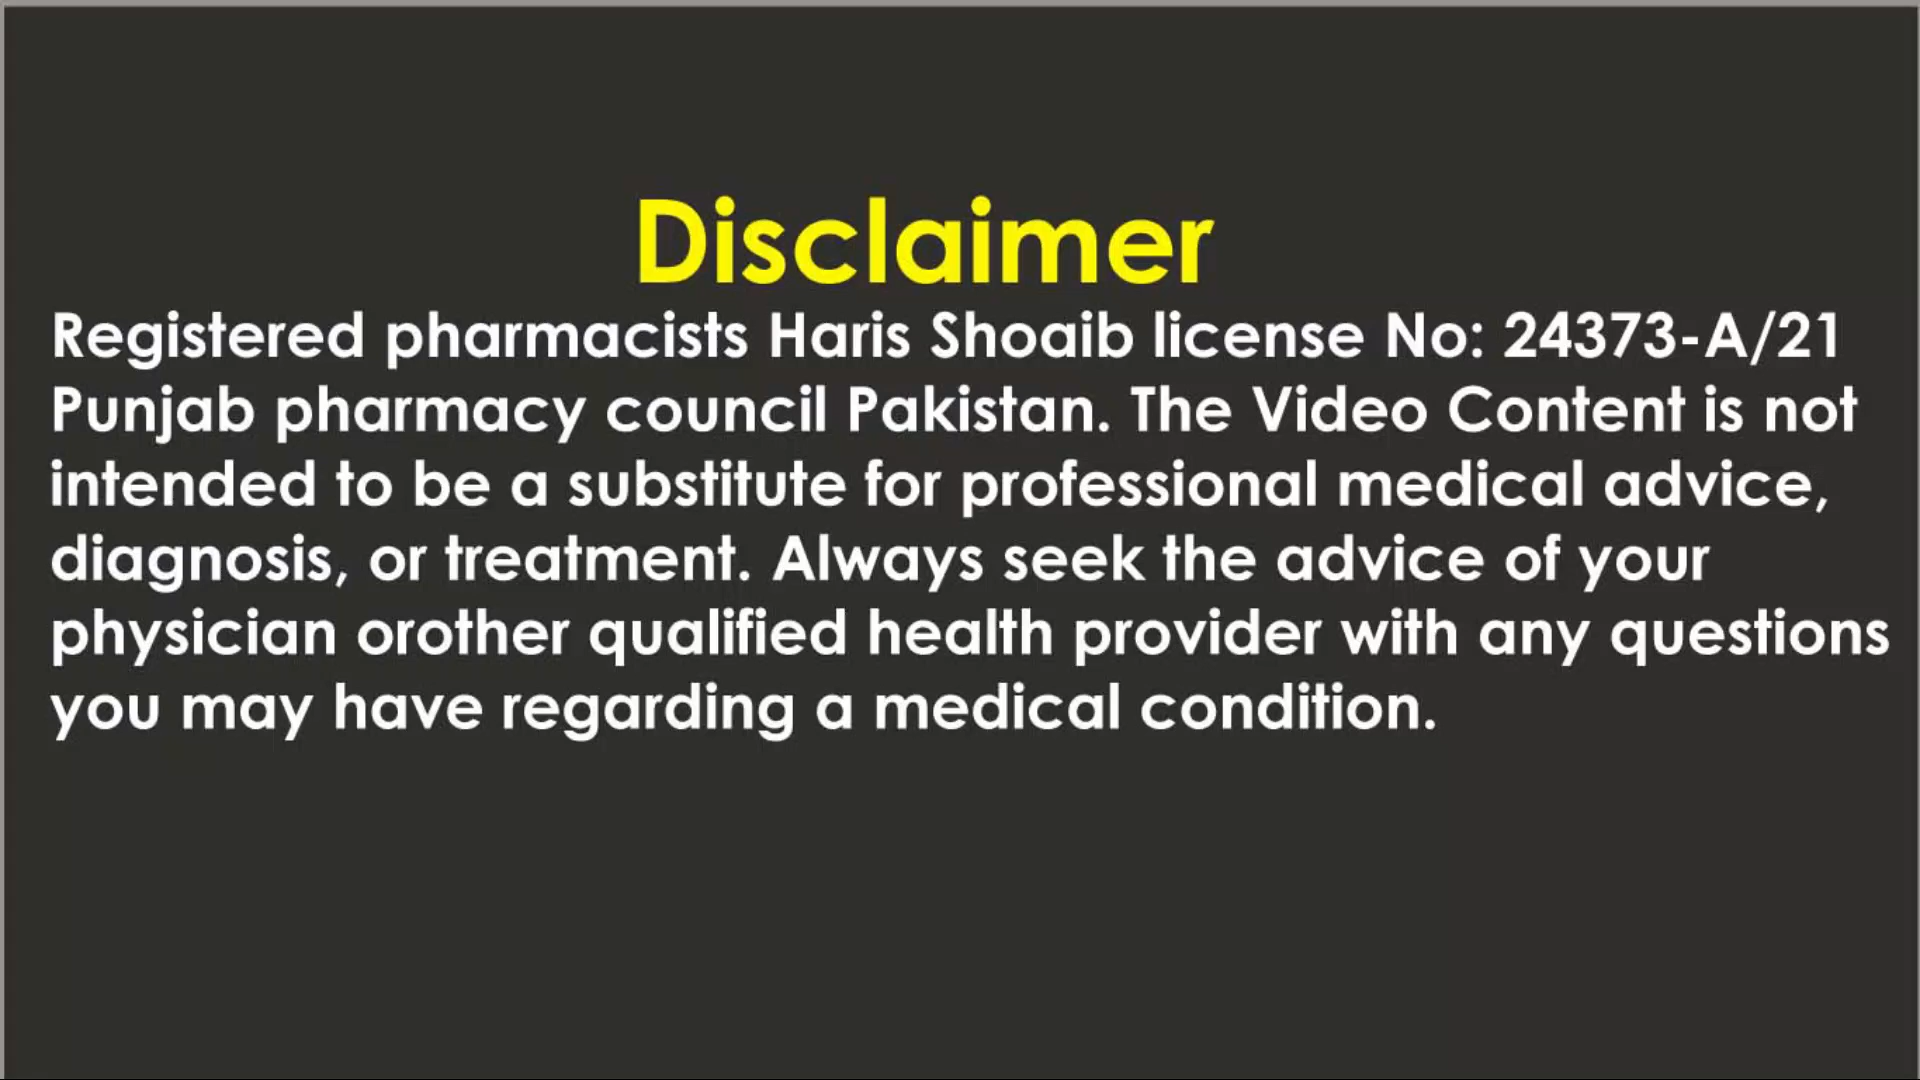 Disclaimer
Registered pharmacists Haris Shoaib license No: 24373-A/21
Punjab pharmacy council Pakistan. The Video Content is not
intended to be a substitute for professional medical advice,
diagnosis, or treatment. Always seek the advice of your
physician orother qualified health provider with any questions
you may have regarding a medical condition.